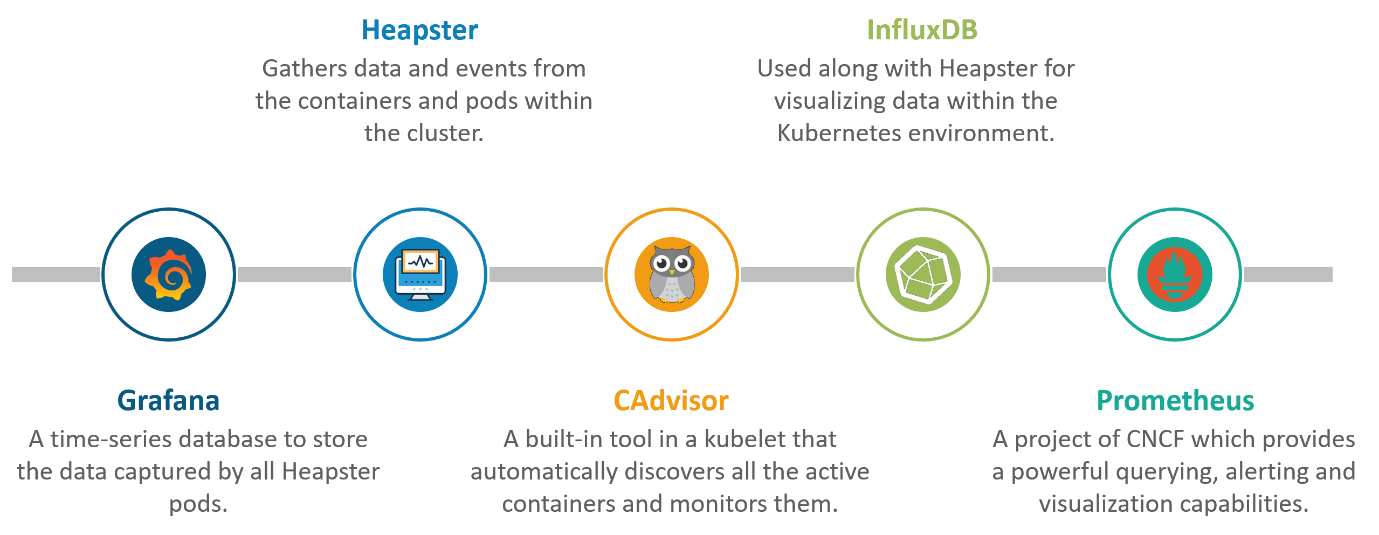 Heapster
Gathers data and events from
the containers and pods within
the cluster.
InfluxDB
Used along with Heapster for
visualizing data within the
Kubernetes environment.
Grafana
A time-series database to store
the data captured by all Heapster
pods.
CAdvisor
A built-in tool in a kubelet that
automatically discovers all the active
containers and monitors them.
Prometheus
A project of CNCF which provides
a powerful querying, alerting and
visualization capabilities.